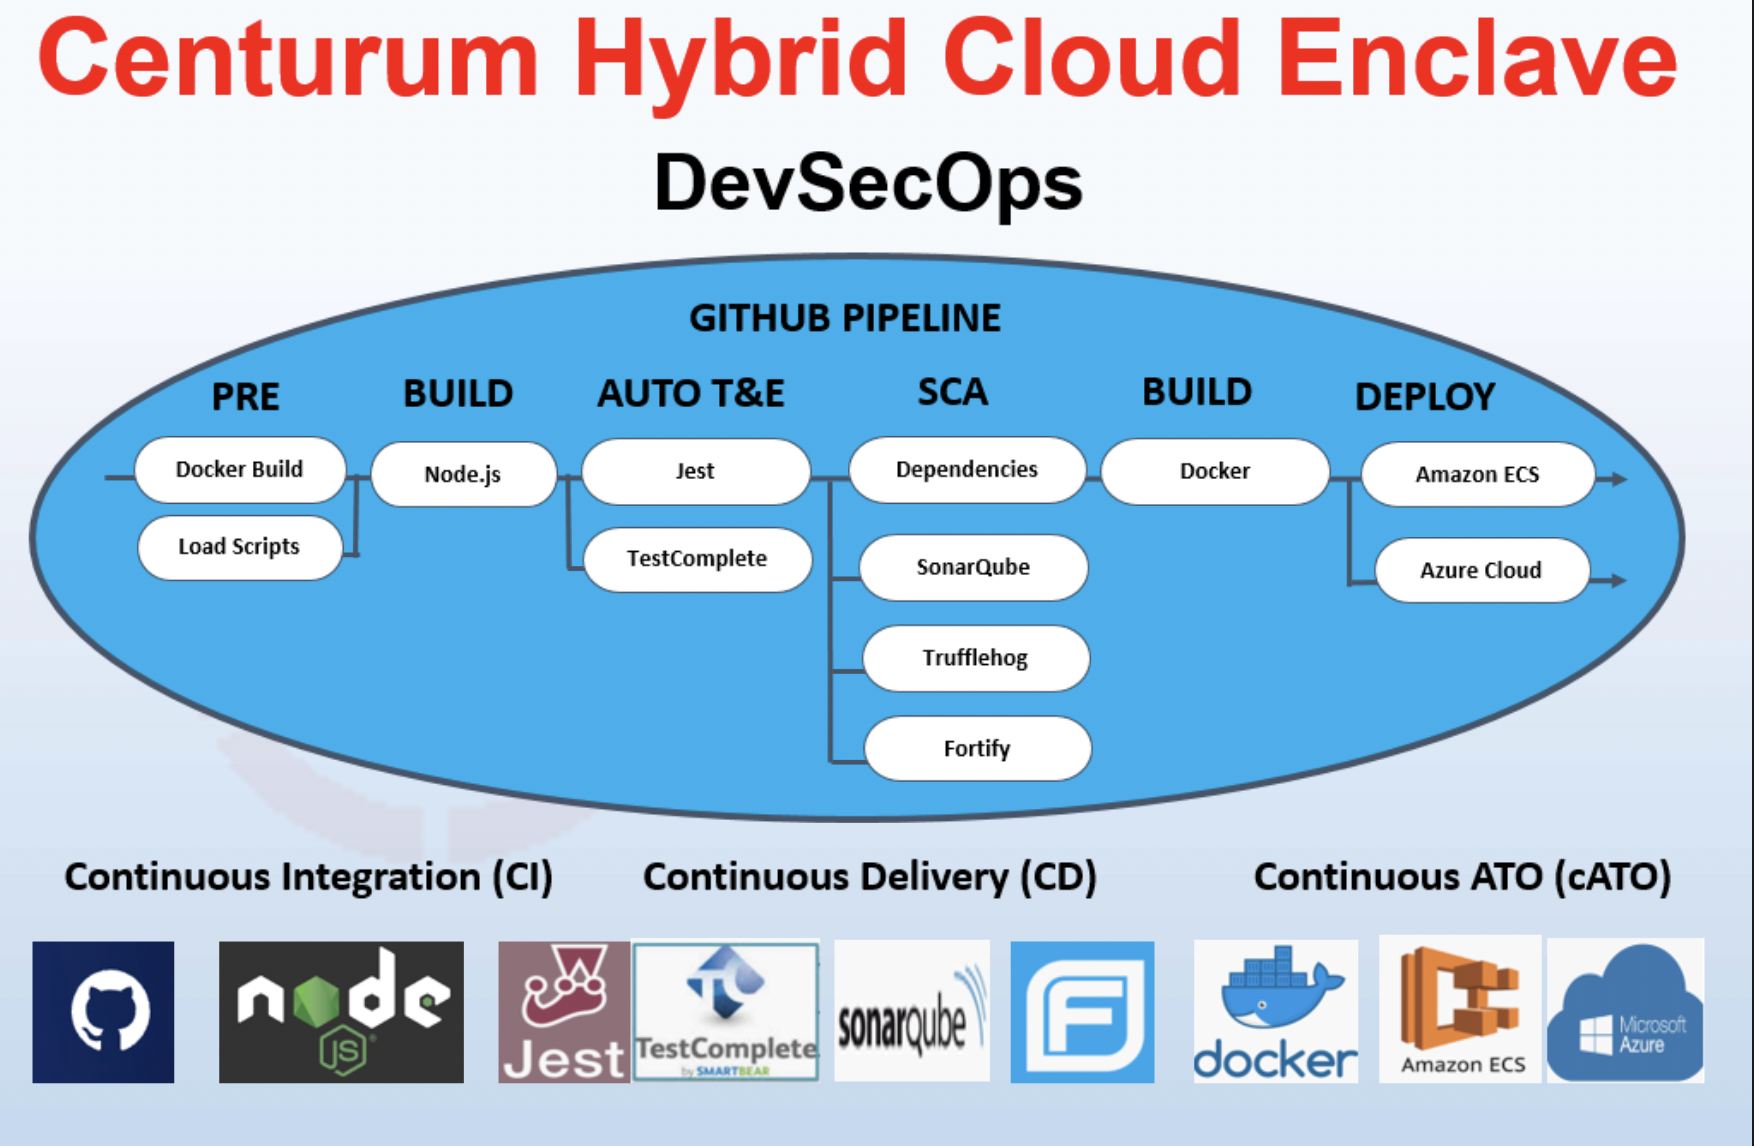 Centurum Hybrid Cloud Enclave
DevSecOps
GITHUB PIPELINE
PRE
BUILD
AUTO T&E
SCA
BUILD
DEPLOY
Docker Build
Node.js
Jest
Dependencies
Docker
Amazon ECS
Load Scripts
TestComplete
SonarQube
Azure Cloud
Trufflehog
Fortify
Continuous Integration (CI)
Continuous Delivery (CD)
Continuous ATO (cATO)
node
JS
Jest
TC
TestComplete
by SMARTBEAR
sonarqube
F
docker
Amazon ECS
Microsoft
Azure